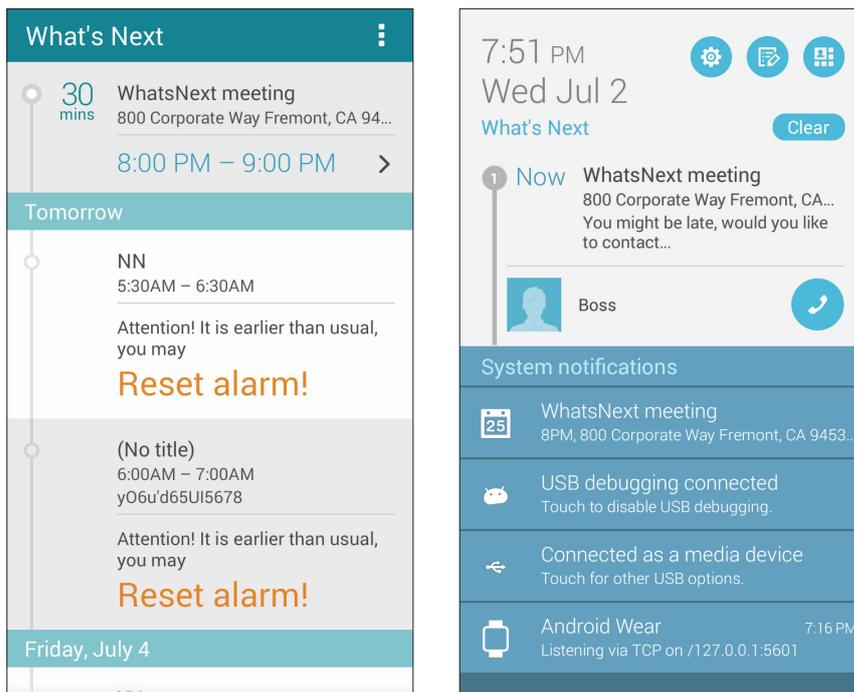 What's Next
30
mins
WhatsNext meeting
800 Corporate Way Fremont, CA 94...
8:00 PM – 9:00 PM
Tomorrow
NN
5:30AM – 6:30AM
Attention! It is earlier than usual,
you may
Reset alarm!
(No title)
6:00AM – 7:00AM
yO6u'd65UI5678
Attention! It is earlier than usual,
you may
Reset alarm!
Friday, July 4
7:51 PM
Wed Jul 2
What's Next
Clear
1
Now
WhatsNext meeting
800 Corporate Way Fremont, CA...
You might be late, would you like
to contact...
Boss
System notifications
25
WhatsNext meeting
8PM, 800 Corporate Way Fremont, CA 9453..
USB debugging connected
Touch to disable USB debugging.
Connected as a media device
Touch for other USB options.
Android Wear
7:16 PM
Listening via TCP on /127.0.0.1:5601